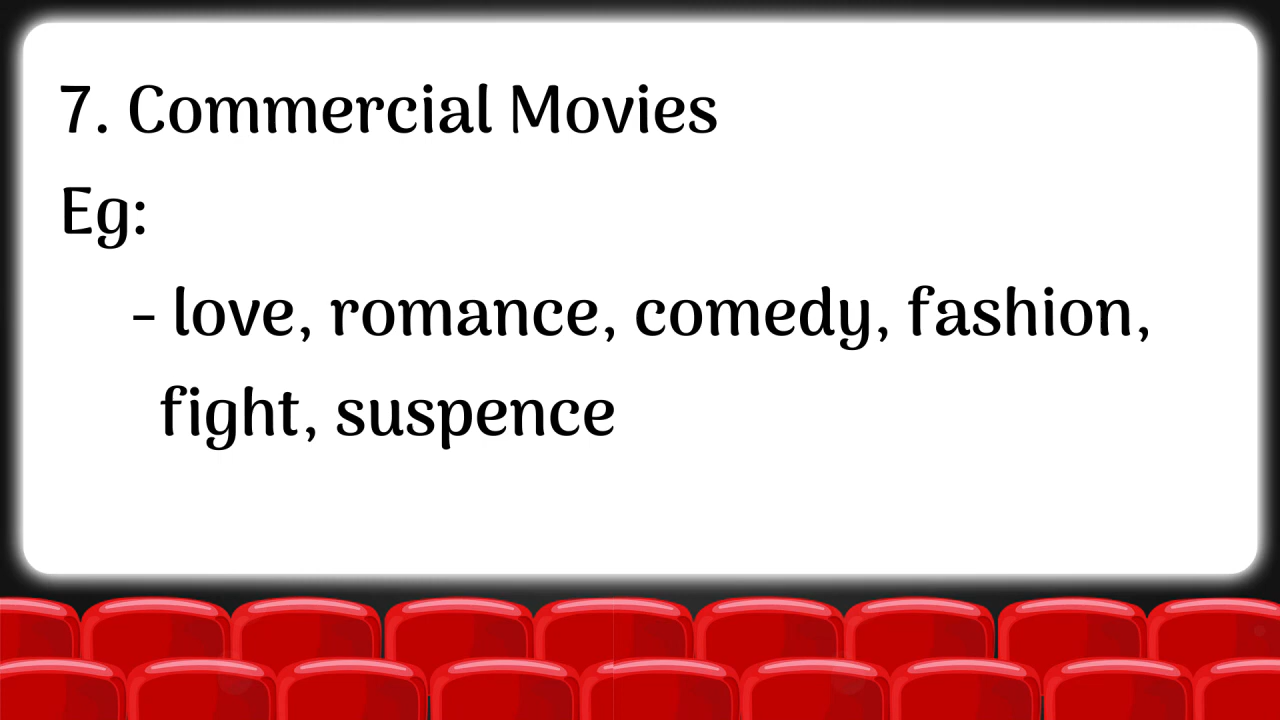 7. Commercial Movies
Eg:
- love, romance, comedy, fashion,
fight, suspence